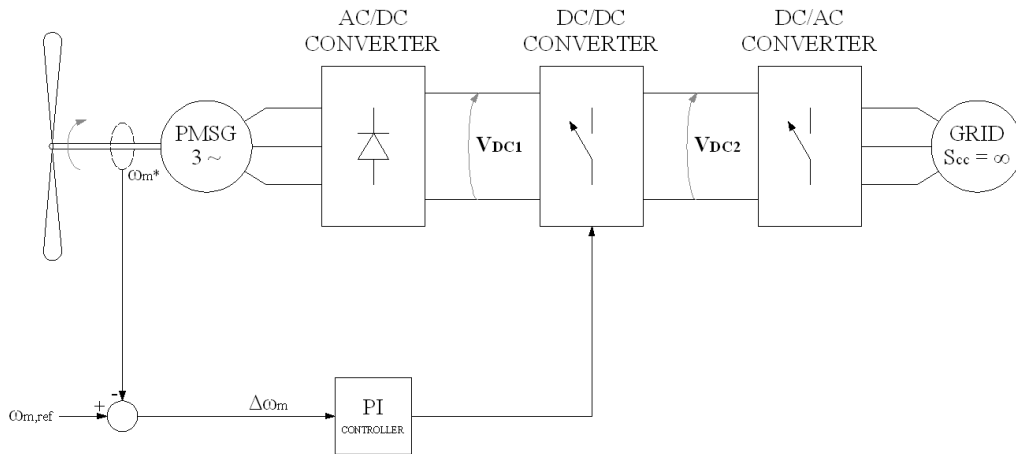 AC/DC
CONVERTER
DC/DC
CONVERTER
DC/AC
CONVERTER
PMSG
3 ~
ωm*
VDC1
VDC2
GRID
Scc = ∞
ωm,ref
+
-
Δωm
PI
CONTROLLER